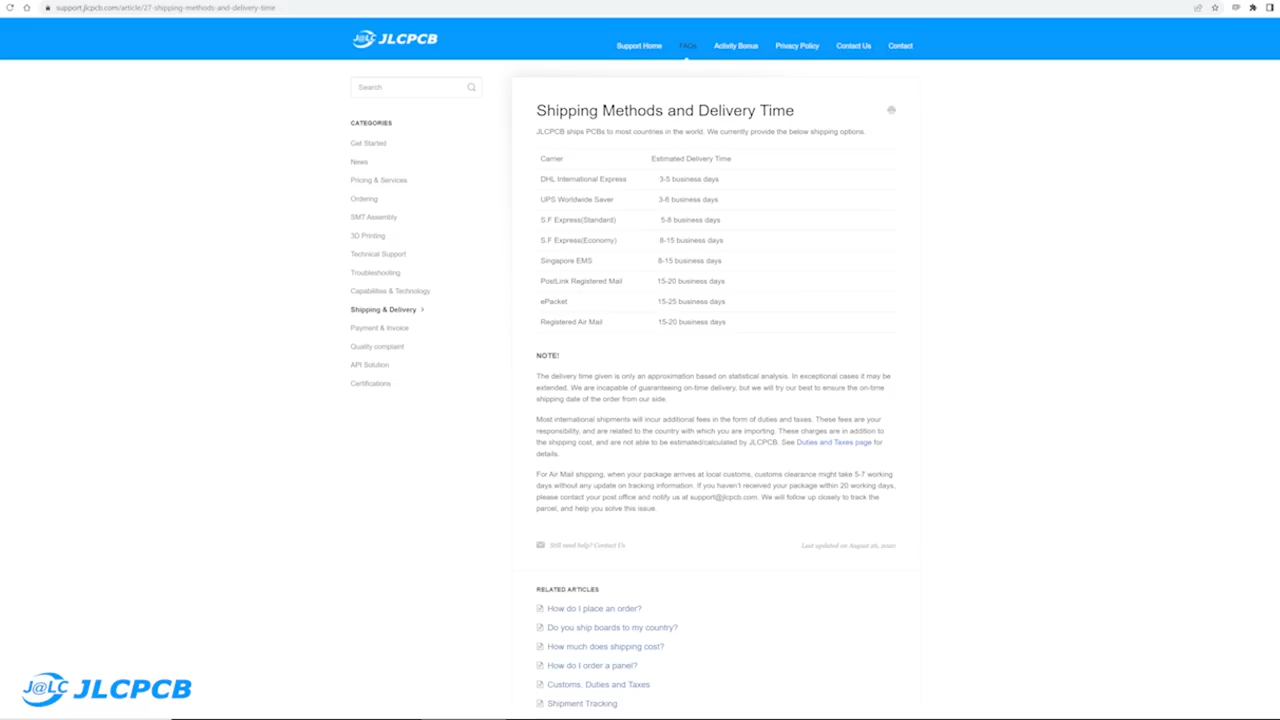 support.jlcpcb.com/article/27-shipping-methods-and-delivery-time
J@LC JLCPCB
Support Home FAQs Activity Bonus Privacy Policy Contact Us Contact
Search
CATEGORIES
Get Started
News
Pricing & Services
Ordering
SMT Assembly
3D Printing
Technical Support
Troubleshooting
Capabilities & Technology
Shipping & Delivery
Payment & Invoice
Quality complaint
API Solution
Certifications
Shipping Methods and Delivery Time
JLCPCB ships PCBs to most countries in the world. We currently provide the below shipping options.
Carrier Estimated Delivery Time
DHL International Express 3-5 business days
UPS Worldwide Saver 3-6 business days
S.F Express(Standard) 5-8 business days
S.F Express(Economy) 8-15 business days
Singapore EMS 8-15 business days
PostLink Registered Mail 15-20 business days
ePacket 15-25 business days
Registered Air Mail 15-20 business days
NOTE!
The delivery time given is only an approximation based on statistical analysis. In exceptional cases it may be
extended. We are incapable of guaranteeing on-time delivery, but we will try our best to ensure the on-time
shipping date of the order from our side.
Most international shipments will incur additional fees in the form of duties and taxes. These fees are your
responsibility, and are related to the country with which you are importing. These charges are in addition to
the shipping cost, and are not able to be estimated/calculated by JLCPCB. See Duties and Taxes page for
details.
For Air Mail shipping, when your package arrives at local customs, customs clearance might take 5-7 working
days without any update on tracking information. If you haven't received your package within 20 working days,
please contact your post office and notify us at support@jlcpcb.com. We will follow up closely to track the
parcel, and help you solve this issue.
Still need help? Contact Us Last updated on August 26, 2020
RELATED ARTICLES
How do I place an order?
Do you ship boards to my country?
How much does shipping cost?
How do I order a panel?
Customs, Duties and Taxes
Shipment Tracking
J@LC JLCPCB